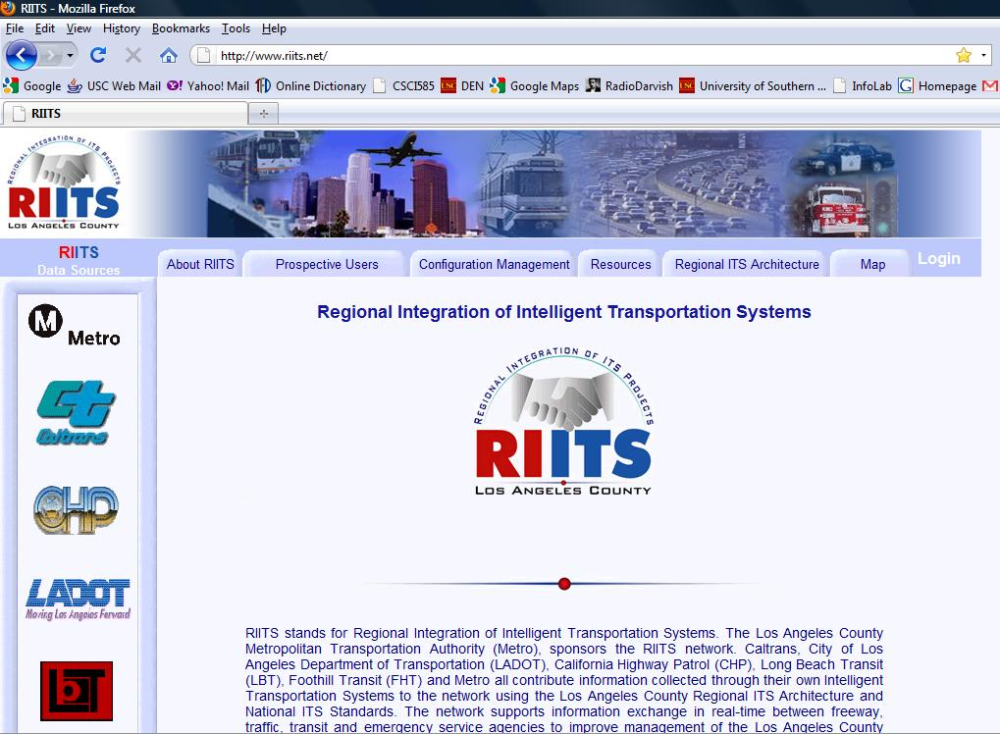 RIITS - Mozilla Firefox
File Edit View History Bookmarks Tools Help
http://www.riits.net/
Google USC Web Mail Yahoo! Mail Online Dictionary CSCI585 USC DEN Google Maps RadioDarvish USC University of Southern ... InfoLab G Homepage
RIITS
REGIONAL INTEGRATION OF ITS PROJECTS
RIITS
LOS ANGELES COUNTY
RIITS
Data Sources
About RIITS Prospective Users Configuration Management Resources Regional ITS Architecture Map Login
M Metro
Regional Integration of Intelligent Transportation Systems
REGIONAL INTEGRATION OF ITS PROJECTS
RIITS
LOS ANGELES COUNTY
Ct
Caltrans
CHP
LADOT
Moving Los Angeles Forward
LBT
RIITS stands for Regional Integration of Intelligent Transportation Systems. The Los Angeles County
Metropolitan Transportation Authority (Metro), sponsors the RIITS network. Caltrans, City of Los
Angeles Department of Transportation (LADOT), California Highway Patrol (CHP), Long Beach Transit
(LBT), Foothill Transit (FHT) and Metro all contribute information collected through their own Intelligent
Transportation Systems to the network using the Los Angeles County Regional ITS Architecture and
National ITS Standards. The network supports information exchange in real-time between freeway,
traffic, transit and emergency service agencies to improve management of the Los Angeles County